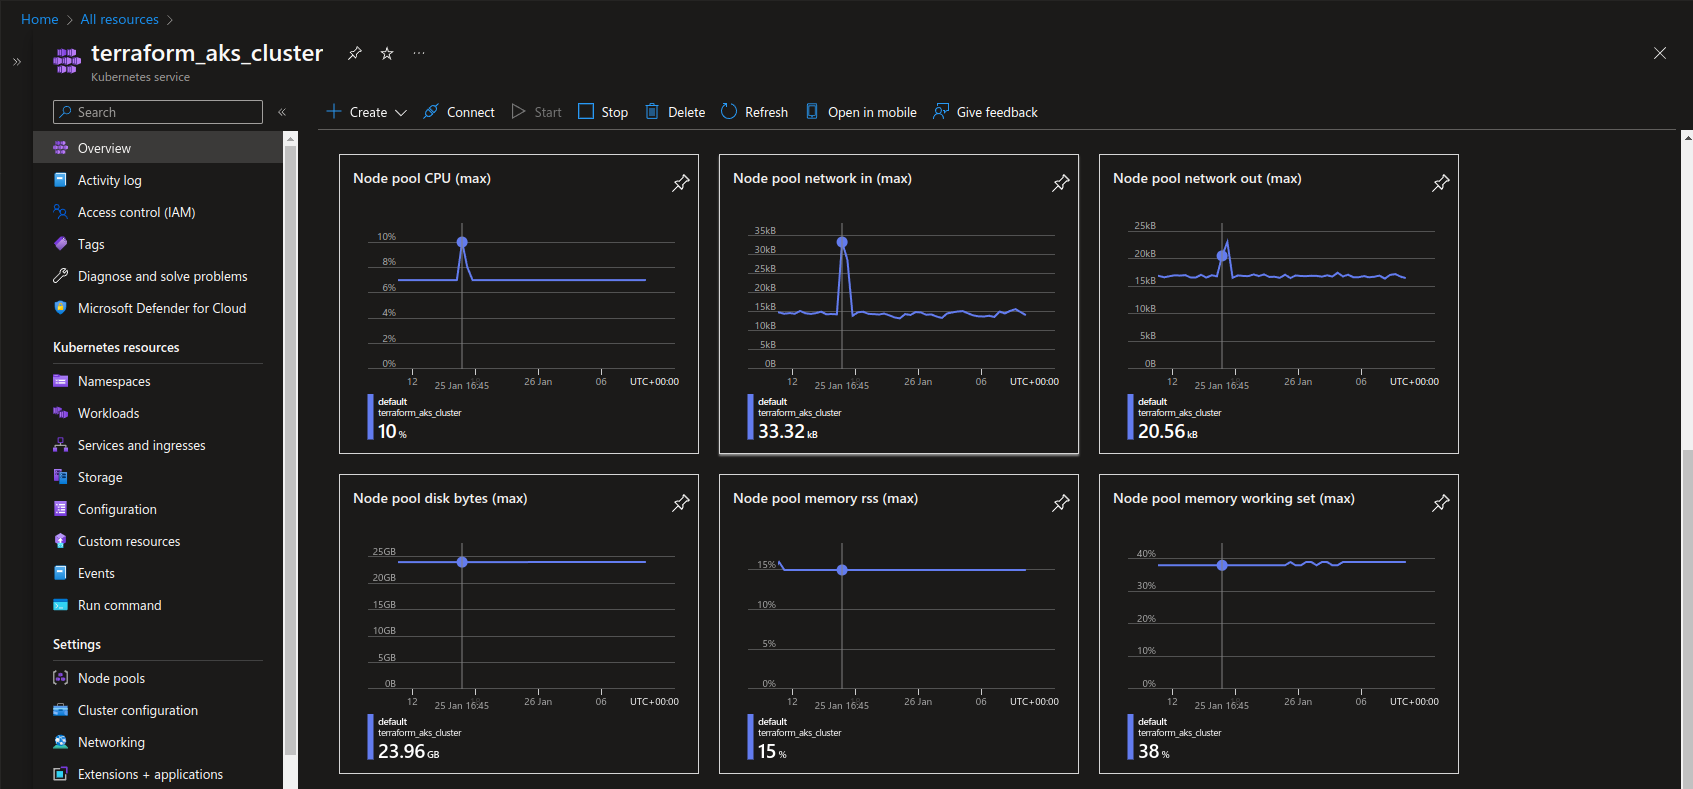 Home > All resources >
terraform_aks_cluster
Kubernetes service
Search
Create Connect Start Stop Delete Refresh Open in mobile Give feedback
Overview
Activity log
Access control (IAM)
Tags
Diagnose and solve problems
Microsoft Defender for Cloud
Kubernetes resources
Namespaces
Workloads
Services and ingresses
Storage
Configuration
Custom resources
Events
Run command
Settings
Node pools
Cluster configuration
Networking
Extensions + applications
Node pool CPU (max)
10%
8%
6%
4%
2%
0%
12 25 Jan 16:45 26 Jan 06 UTC+00:00
default
terraform_aks_cluster
10 %
Node pool network in (max)
35kB
30kB
25kB
20kB
15kB
10kB
5kB
0B
12 25 Jan 16:45 26 Jan 06 UTC+00:00
default
terraform_aks_cluster
33.32 kB
Node pool network out (max)
25kB
20kB
15kB
10kB
5kB
0B
12 25 Jan 16:45 26 Jan 06 UTC+00:00
default
terraform_aks_cluster
20.56 kB
Node pool disk bytes (max)
25GB
20GB
15GB
10GB
5GB
0B
12 25 Jan 16:45 26 Jan 06 UTC+00:00
default
terraform_aks_cluster
23.96 GB
Node pool memory rss (max)
15%
10%
5%
0%
12 25 Jan 16:45 26 Jan 06 UTC+00:00
default
terraform_aks_cluster
15 %
Node pool memory working set (max)
40%
30%
20%
10%
0%
12 25 Jan 16:45 26 Jan 06 UTC+00:00
default
terraform_aks_cluster
38 %